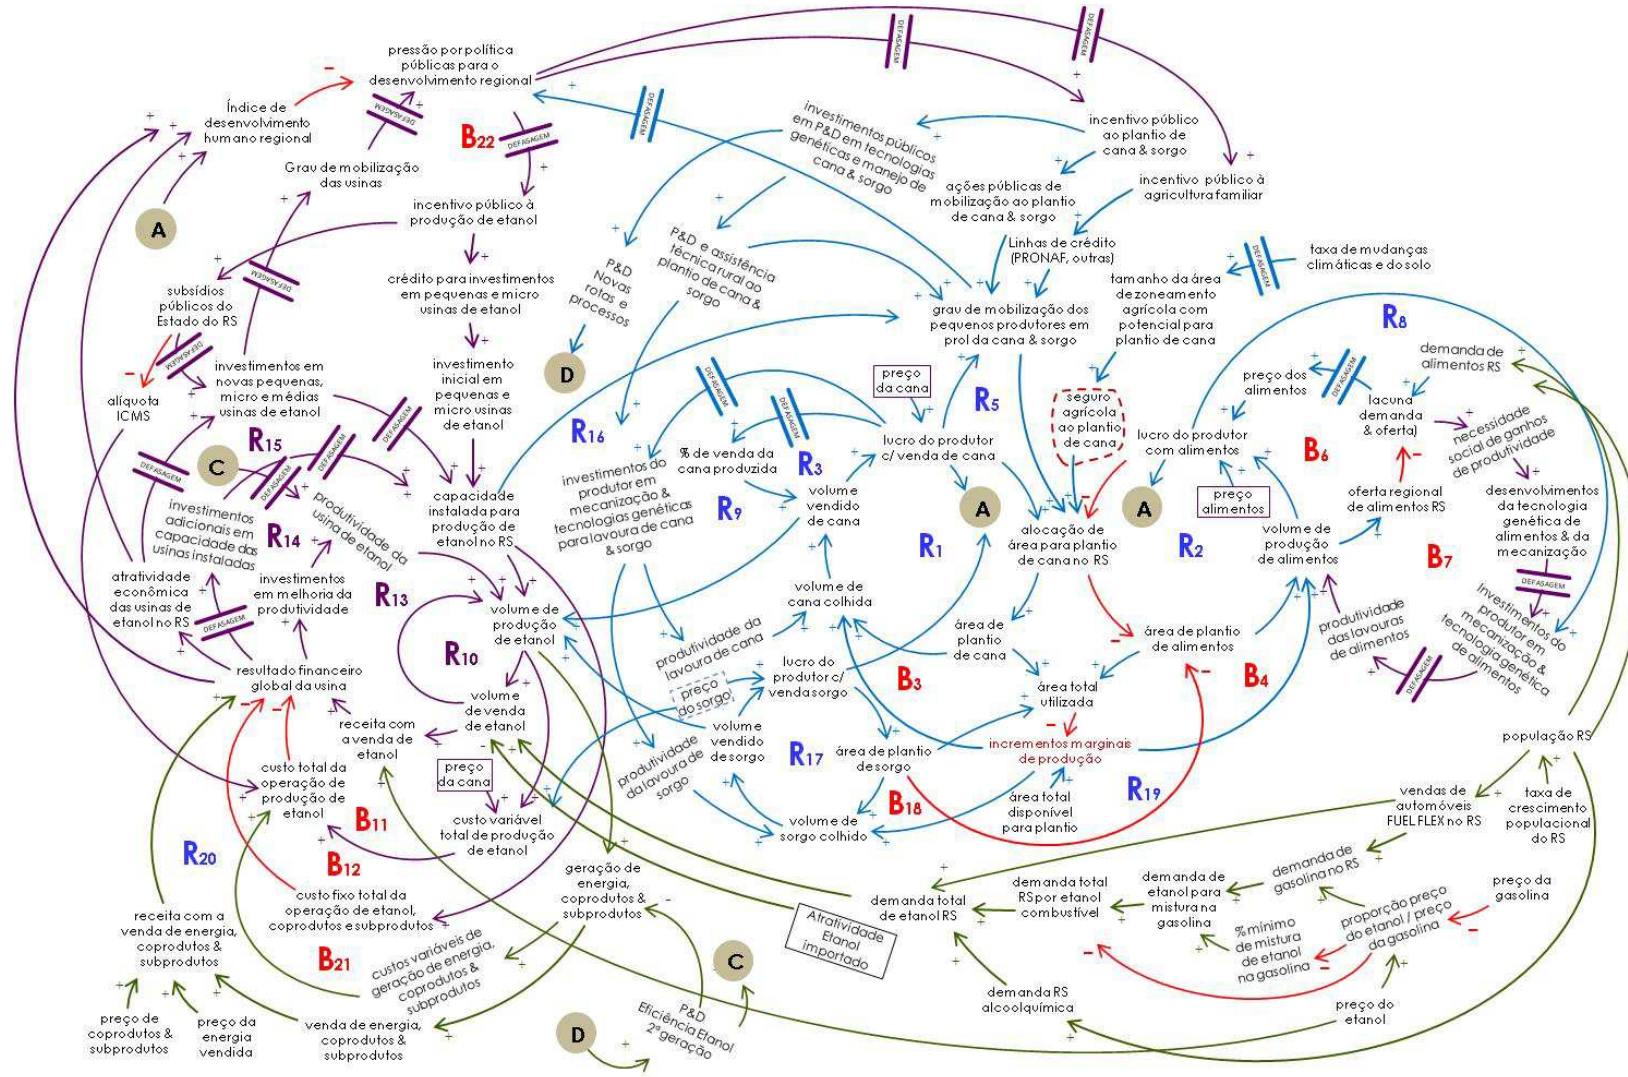 pressão por política
públicas para o
desenvolvimento regional
Índice de
desenvolvimento
humano regional
B22
DEFASAGEM
DEFASAGEM
DEFASAGEM
DEFASAGEM
DEFASAGEM
Grau de mobilização
das usinas
incentivo público à
produção de etanol
A
investimentos públicos
em P&D em tecnologias
genéticas e manejo de
cana & sorgo
incentivo público
ao plantio de
cana & sorgo
ações públicas de
mobilização ao plantio
de cana & sorgo
incentivo público à
agricultura familiar
Linhas de crédito
(PRONAF, outras)
taxa de mudanças
climáticas e do solo
DEFASAGEM
tamanho da área
de zoneamento
agrícola com
potencial para
plantio de cana
P&D e assistência
técnica rural ao
plantio de cana &
sorgo
P&D
Novas
rotas e
processos
D
crédito para investimentos
em pequenas e micro
usinas de etanol
DEFASAGEM
subsídios
públicos do
Estado do RS
DEFASAGEM
grau de mobilização dos
pequenos produtores em
prol da cana & sorgo
R8
investimentos em
novas pequenas,
micro e médias
usinas de etanol
investimento
inicial em
pequenas e
micro usinas
de etanol
alíquota
ICMS
DEFASAGEM
R15
C
DEFASAGEM
DEFASAGEM
DEFASAGEM
preço
da cana
R5
seguro
agrícola
ao plantio
de cana
preço dos
alimentos
DEFASAGEM
demanda de
alimentos RS
lacuna
demanda
& oferta)
necessidade
social de ganhos
de produtividade
DEFASAGEM
DEFASAGEM
R16
lucro do produtor
c/ venda de cana
lucro do produtor
com alimentos
B6
% de venda da
cana produzida
R3
investimentos do
produtor em
mecanização &
tecnologias genéticas
para lavoura de cana
& sorgo
R9
volume
vendido
de cana
A
A
preço
alimentos
oferta regional
de alimentos RS
desenvolvimentos
da tecnologia
genética de
alimentos & da
mecanização
produtividade da
usina de etanol
capacidade
instalada para
produção de
etanol no RS
investimentos
adicionais em
capacidade das
usinas instaladas
R14
R1
alocação de
área para plantio
de cana no RS
R2
volume de
produção
de alimentos
B7
DEFASAGEM
atratividade
econômica
das usinas de
etanol no RS
investimentos
em melhoria da
produtividade
R13
DEFASAGEM
volume de
cana colhida
volume de
produção
de etanol
área de
plantio
de cana
área de plantio
de alimentos
produtividade
das lavouras
de alimentos
investimentos do
produtor em
mecanização &
tecnologia genética
de alimentos
DEFASAGEM
produtividade da
lavoura de cana
R10
resultado financeiro
global da usina
lucro do
produtor c/
venda sorgo
B3
B4
preço
do sorgo
área total
utilizada
volume
de venda
de etanol
receita com
a venda de
etanol
volume
vendido
de sorgo
R17
área de plantio
de sorgo
incrementos marginais
de produção
população RS
produtividade
da lavoura de
sorgo
preço
da cana
custo total da
operação de
produção de
etanol
B11
B18
R19
área total
disponível
para plantio
vendas de
automóveis
FUEL FLEX no RS
taxa de
crescimento
populacional
do RS
custo variável
total de produção
de etanol
volume de
sorgo colhido
R20
B12
geração de
energia,
coprodutos &
subprodutos
demanda de
gasolina no RS
custo fixo total da
operação de etanol,
coprodutos e subprodutos
demanda total
de etanol RS
demanda total
RS por etanol
combustível
demanda de
etanol para
mistura na
gasolina
preço da
gasolina
proporção preço
do etanol / preço
da gasolina
% mínimo
de mistura
de etanol
na gasolina
receita com a
venda de energia,
coprodutos &
subprodutos
Atratividade
Etanol
importado
B21
custos variáveis de
geração de energia,
coprodutos &
subprodutos
C
demanda RS
alcoolquímica
preço do
etanol
P&D
Eficiência Etanol
2ª geração
D
preço de
coprodutos &
subprodutos
preço da
energia
vendida
venda de energia,
coprodutos &
subprodutos